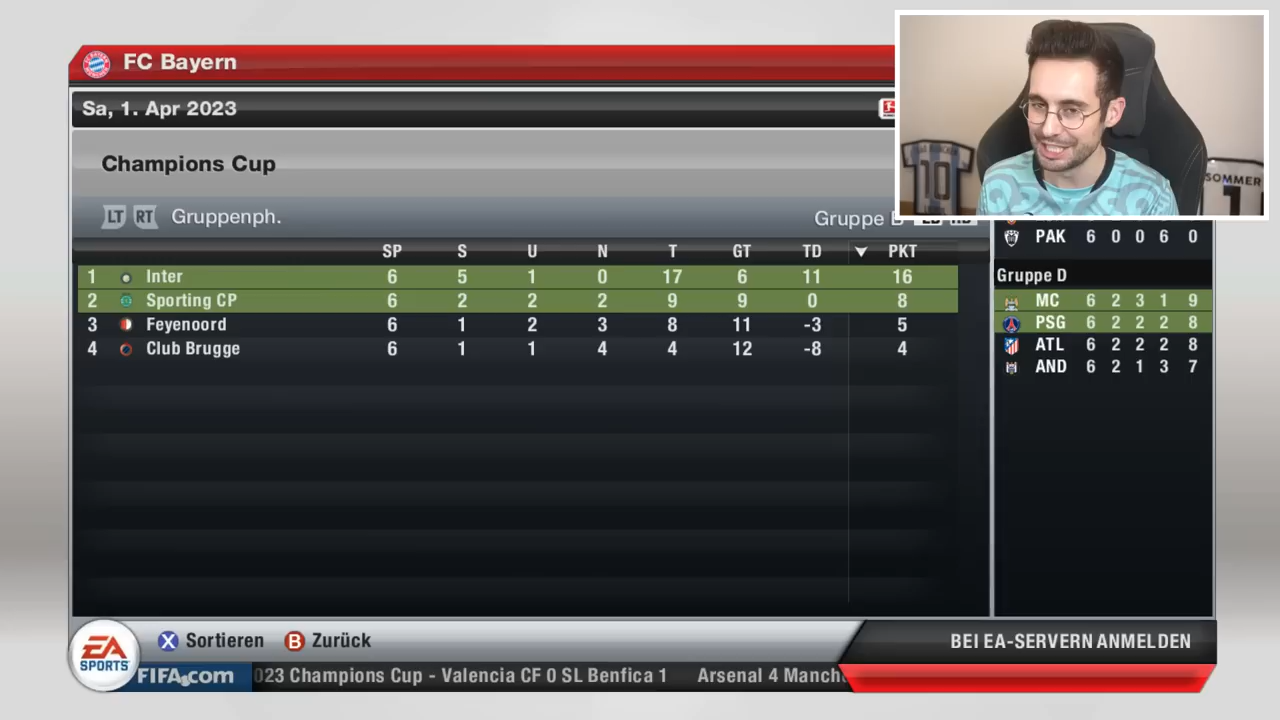 FC Bayern
Sa, 1. Apr 2023
Champions Cup
LT RT Gruppenph.
Gruppe
SP S U N T GT TD PKT
1 Inter 6 5 1 0 17 6 11 16
2 Sporting CP 6 2 2 2 9 9 0 8
3 Feyenoord 6 1 2 3 8 11 -3 5
4 Club Brugge 6 1 1 4 4 12 -8 4
PAK 6 0 0 6 0
Gruppe D
MC 6 2 3 1 9
PSG 6 2 2 2 8
ATL 6 2 2 2 8
AND 6 2 1 3 7
10
SOMMER
1
X Sortieren B Zurück
BEI EA-SERVERN ANMELDEN
EA SPORTS
FIFA.com
023 Champions Cup - Valencia CF 0 SL Benfica 1 Arsenal 4 Manch